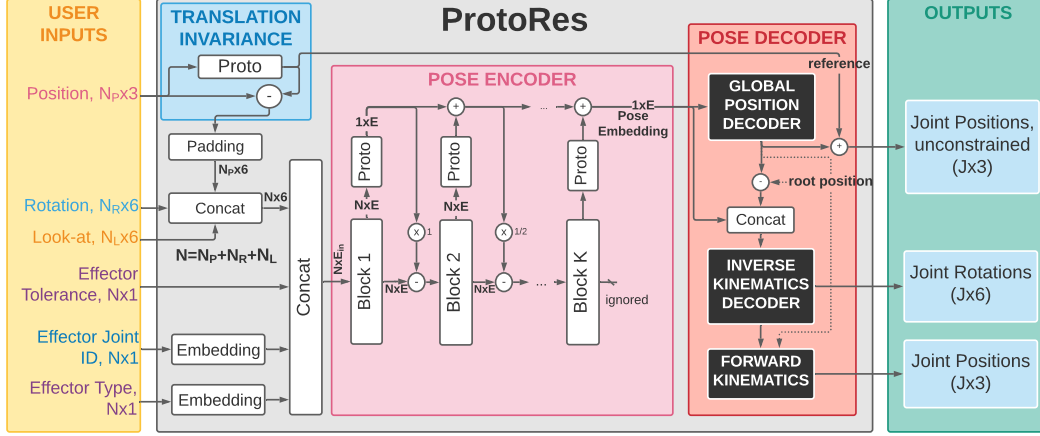 USER
INPUTS
Position, NPx3
Rotation, NRx6
Look-at, NLx6
Effector
Tolerance, Nx1
Effector Joint
ID, Nx1
Effector Type,
Nx1
ProtoRes
TRANSLATION
INVARIANCE
Proto
-
Padding
NPx6
Concat
Nx6
N=NP+NR+NL
Embedding
Embedding
Concat
NxEin
POSE ENCODER
Block 1
NxE
Proto
1xE
x
1
NxE
-
Block 2
NxE
Proto
+
x
1/2
NxE
-
...
...
Block K
Proto
+
ignored
1xE
Pose
Embedding
POSE DECODER
reference
GLOBAL
POSITION
DECODER
+
-
root position
Concat
INVERSE
KINEMATICS
DECODER
FORWARD
KINEMATICS
OUTPUTS
Joint Positions,
unconstrained
(Jx3)
Joint Rotations
(Jx6)
Joint Positions
(Jx3)